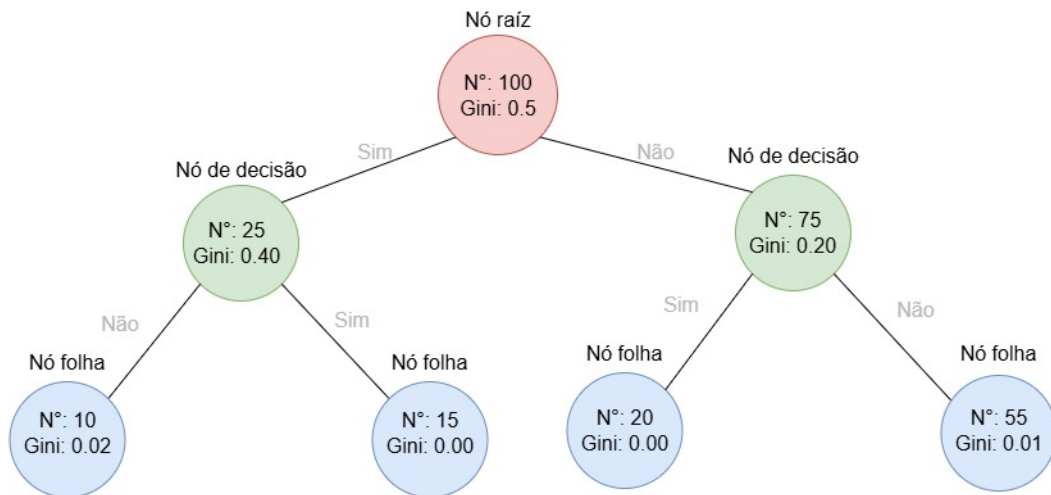 Nó raíz
N°: 100
Gini: 0.5
Sim
Não
Nó de decisão
N°: 25
Gini: 0.40
Nó de decisão
N°: 75
Gini: 0.20
Não
Sim
Sim
Não
Nó folha
N°: 10
Gini: 0.02
Nó folha
N°: 15
Gini: 0.00
Nó folha
N°: 20
Gini: 0.00
Nó folha
N°: 55
Gini: 0.01